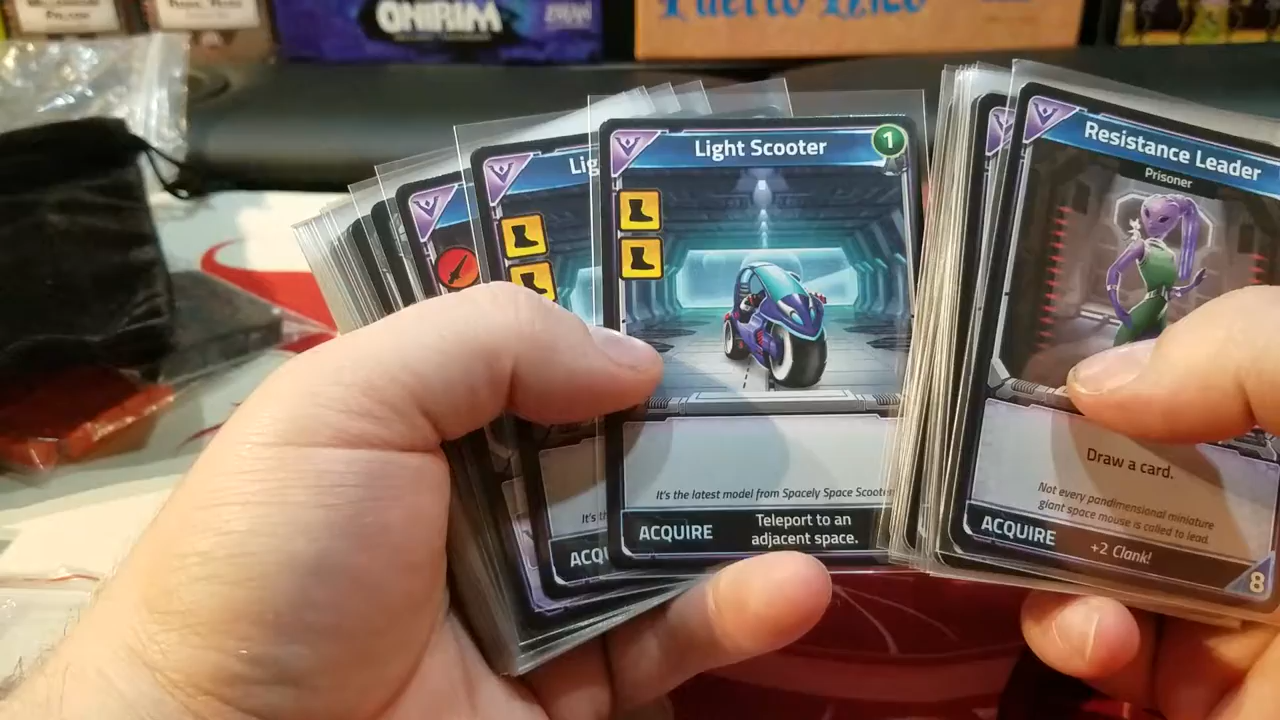 ONIRIM
Puerto Rico
Lig
Light Scooter
1
It's the latest model from Spacely Space
ACQUIRE
Teleport to an
adjacent space.
It's th
ACQU
Resistance Leader
Prisoner
Draw a card.
Not every pandimensional miniature
giant space mouse is called to lead.
ACQUIRE
+2 Clank!
8